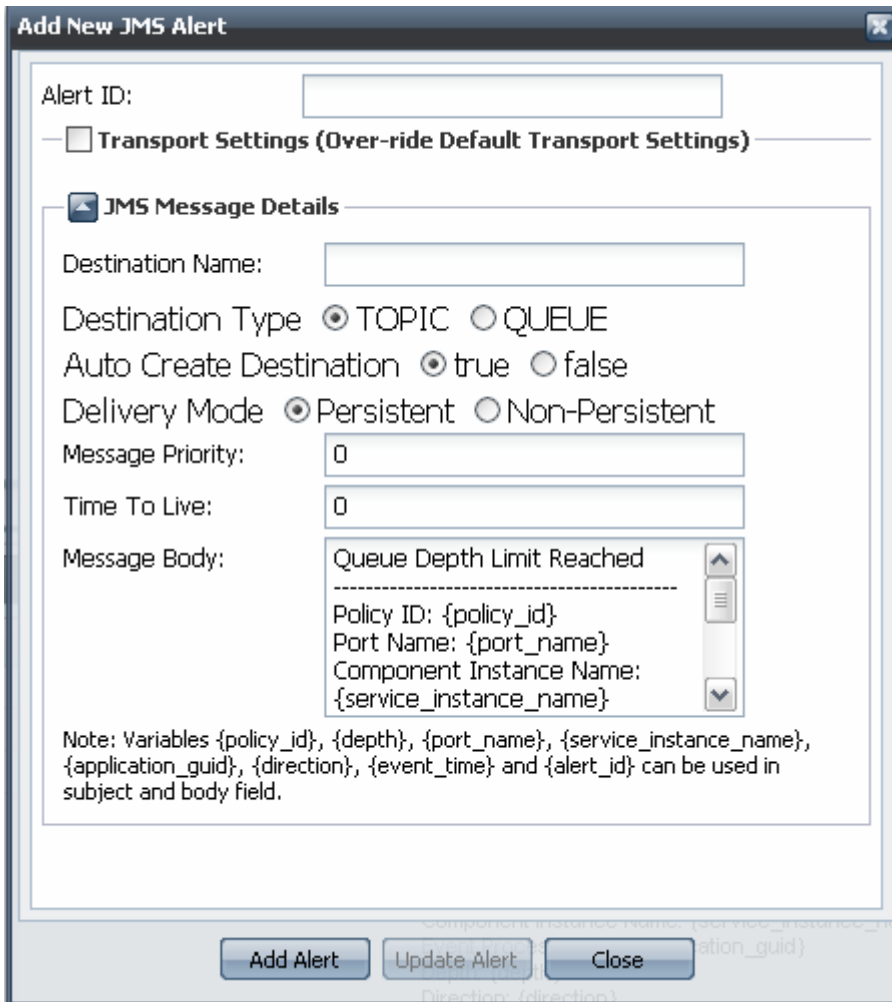 Add New JMS Alert
Alert ID:
Transport Settings (Over-ride Default Transport Settings)
JMS Message Details
Destination Name:
Destination Type TOPIC QUEUE
Auto Create Destination true false
Delivery Mode Persistent Non-Persistent
Message Priority: 0
Time To Live: 0
Message Body: Queue Depth Limit Reached
-------------------------------------------
Policy ID: {policy_id}
Port Name: {port_name}
Component Instance Name:
{service_instance_name}
Note: Variables {policy_id}, {depth}, {port_name}, {service_instance_name},
{application_guid}, {direction}, {event_time} and {alert_id} can be used in
subject and body field.
Add Alert Update Alert Close
Direction: {direction}